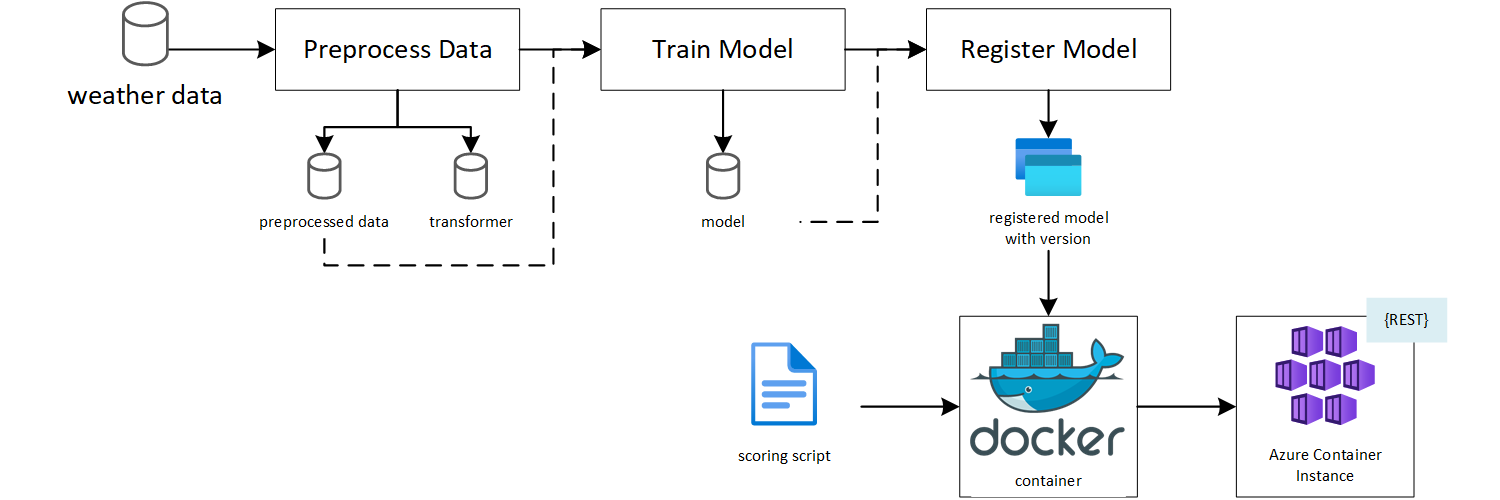 Preprocess Data
Train Model
Register Model
weather data
preprocessed data
transformer
model
registered model
with version
{REST}
docker
scoring script
container
Azure Container
Instance